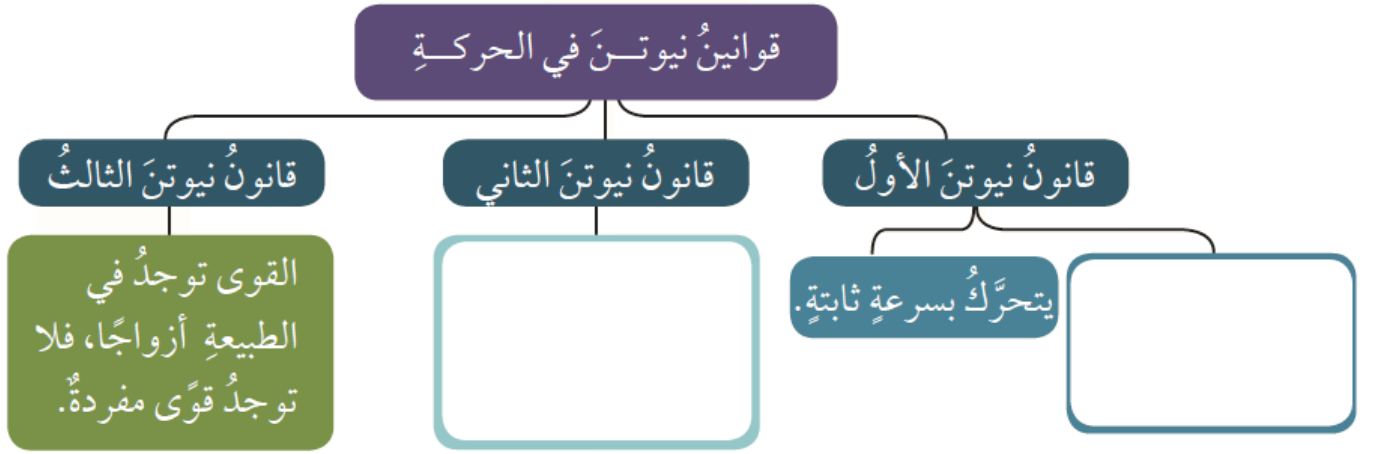 قوانينُ نيوتــنَ في الحركــةِ
قانونُ نيوتنَ الأولُ
قانونُ نيوتنَ الثاني
قانونُ نيوتنَ الثالثُ
يتحرَّكُ بسرعةٍ ثابتةٍ.
القوى توجدُ في
الطبيعةِ أزواجًا، فلا
توجدُ قوًى مفردةٌ.